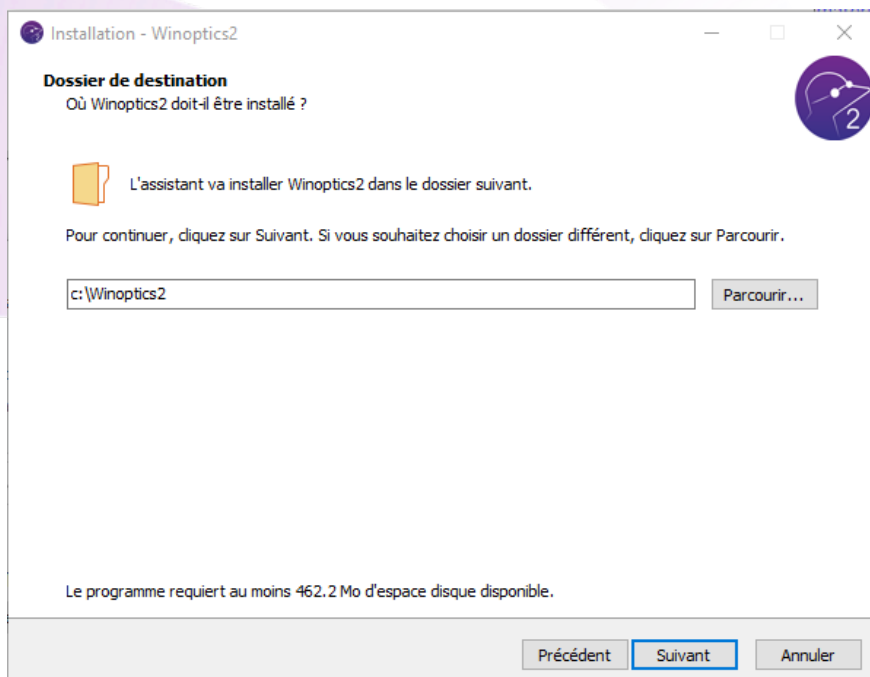 Installation - Winoptics2
Dossier de destination
Où Winoptics2 doit-il être installé ?
2
L'assistant va installer Winoptics2 dans le dossier suivant.
Pour continuer, cliquez sur Suivant. Si vous souhaitez choisir un dossier différent, cliquez sur Parcourir.
c:\Winoptics2 Parcourir...
Le programme requiert au moins 462.2 Mo d'espace disque disponible.
Précédent Suivant Annuler